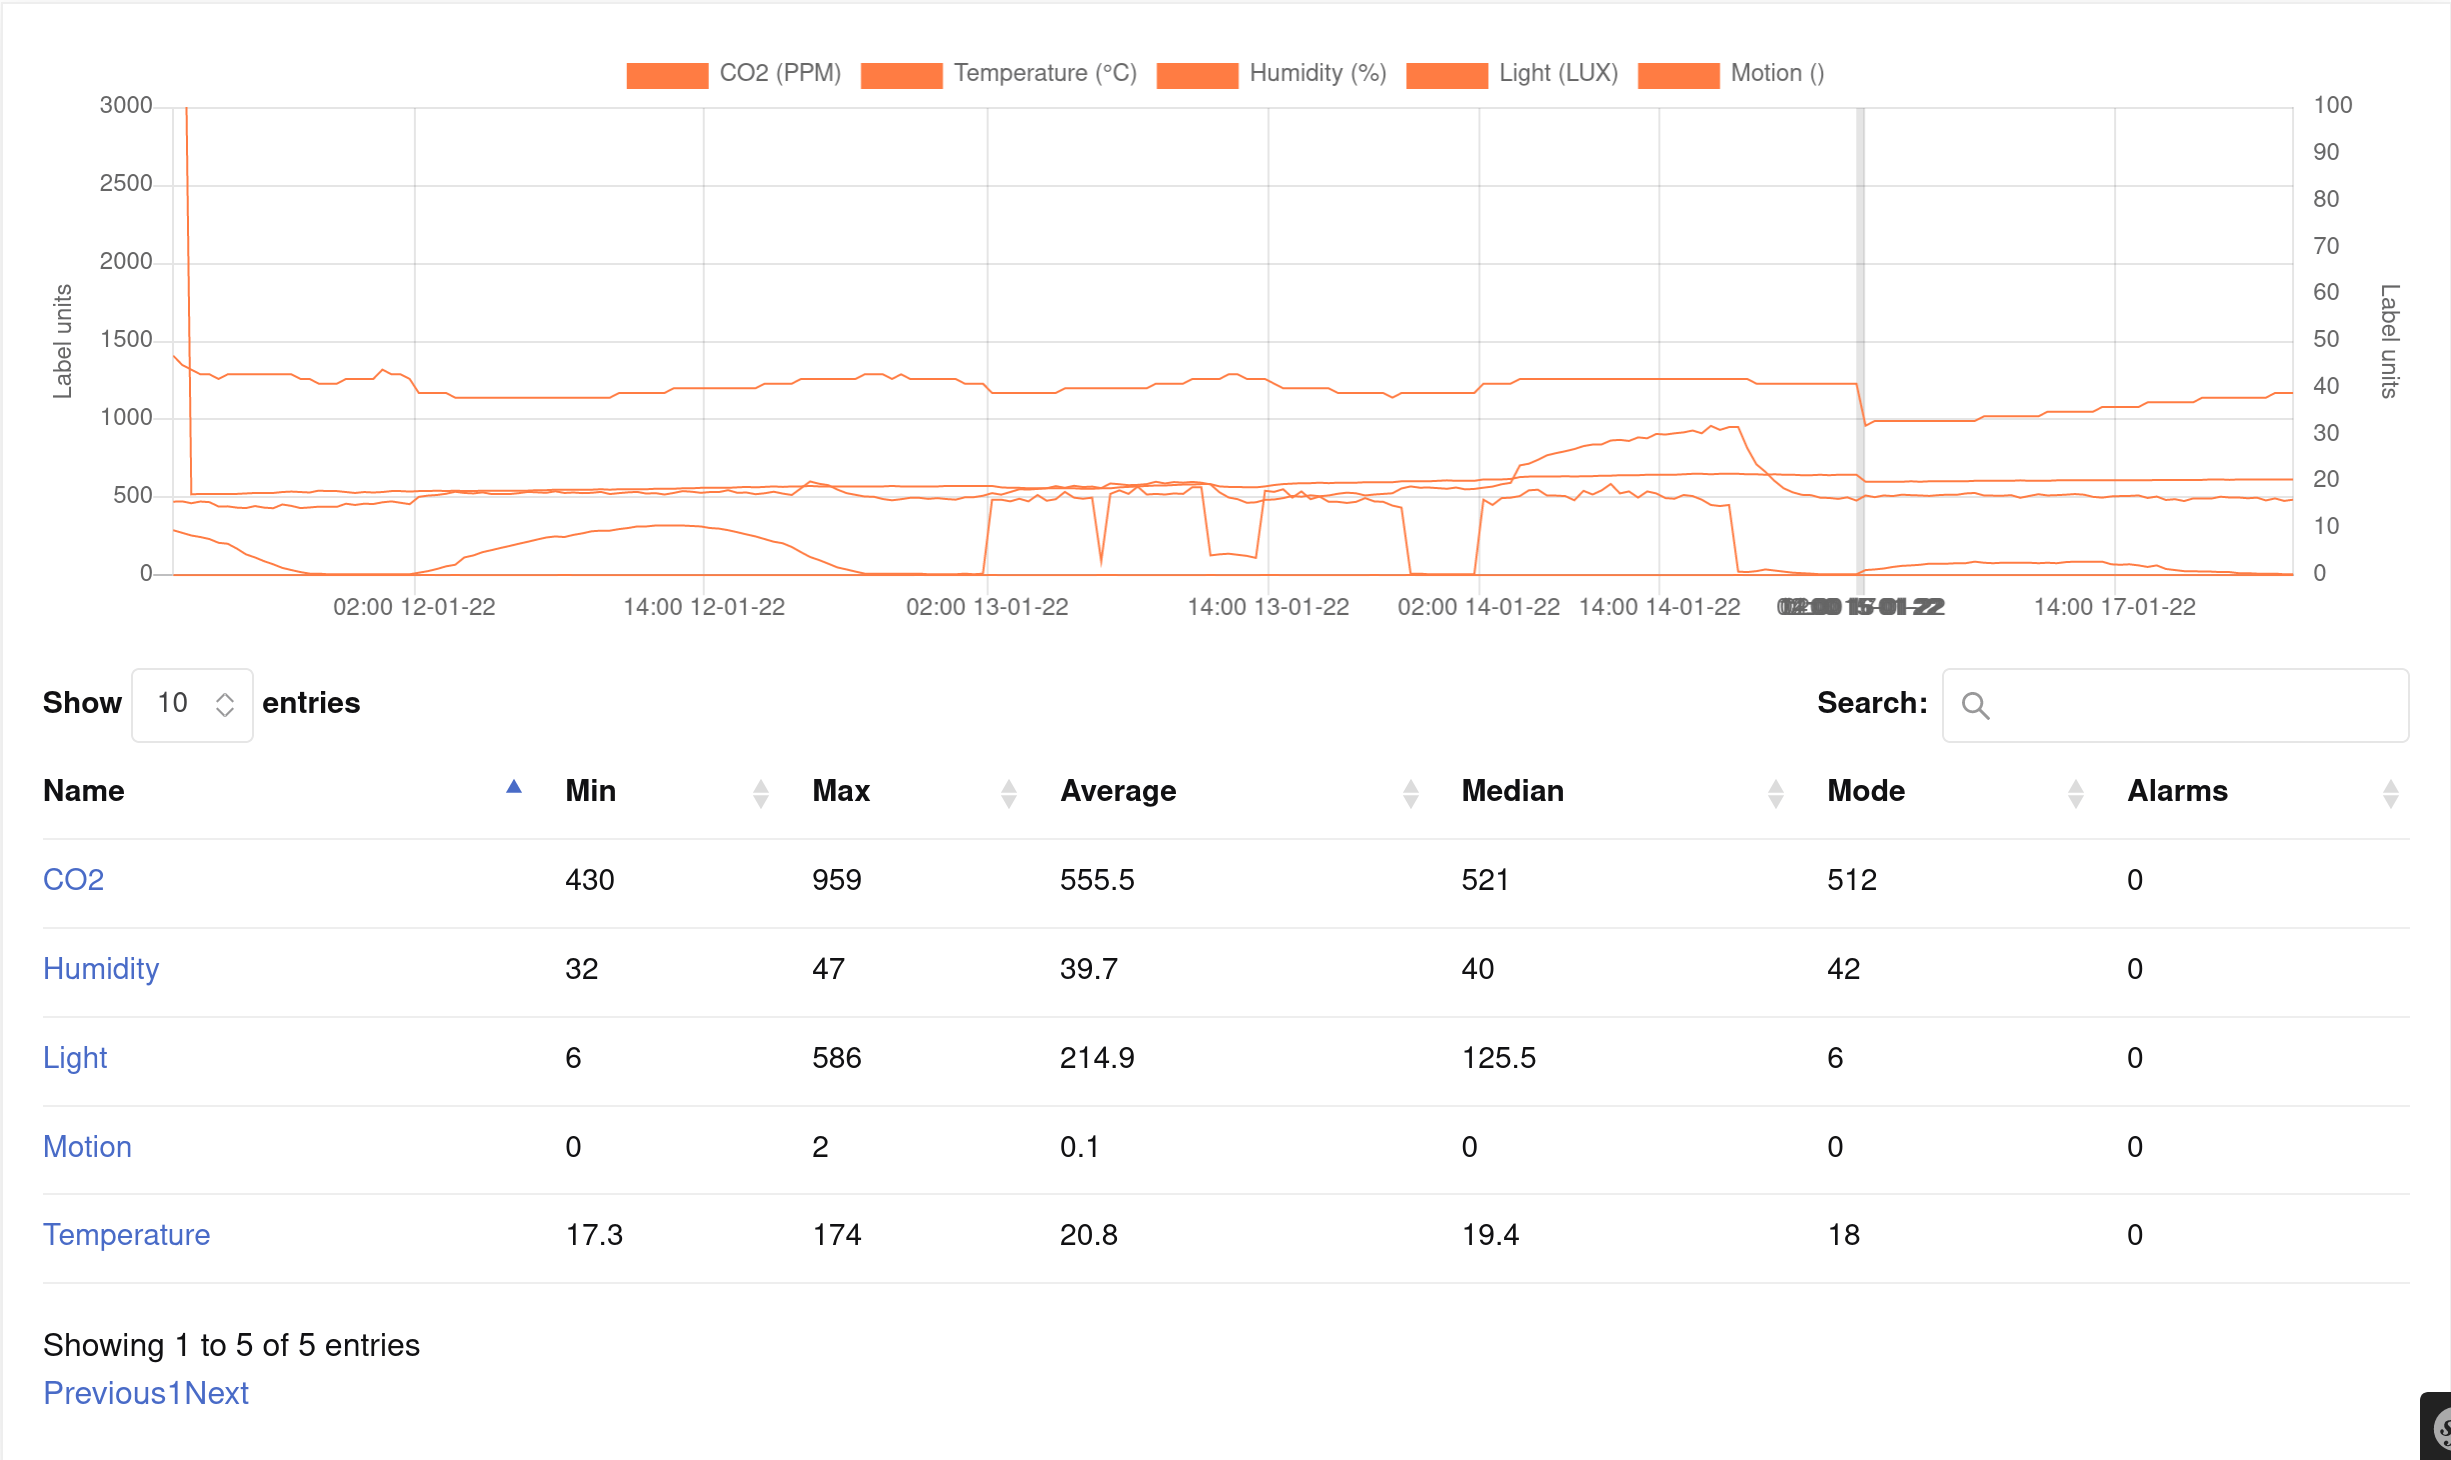 CO2 (PPM) Temperature (°C) Humidity (%) Light (LUX) Motion ()
3000 100
90
2500
80
2000
70
60
1500
50
40
1000
30
500
20
10
0 0
Label units
Label units
02:00 12-01-22 14:00 12-01-22 02:00 13-01-22 14:00 13-01-22 02:00 14-01-22 14:00 14-01-22 14:00 17-01-22
Show 10 entries Search:
Name Min Max Average Median Mode Alarms
CO2 430 959 555.5 521 512 0
Humidity 32 47 39.7 40 42 0
Light 6 586 214.9 125.5 6 0
Motion 0 2 0.1 0 0 0
Temperature 17.3 174 20.8 19.4 18 0
Showing 1 to 5 of 5 entries
Previous1Next